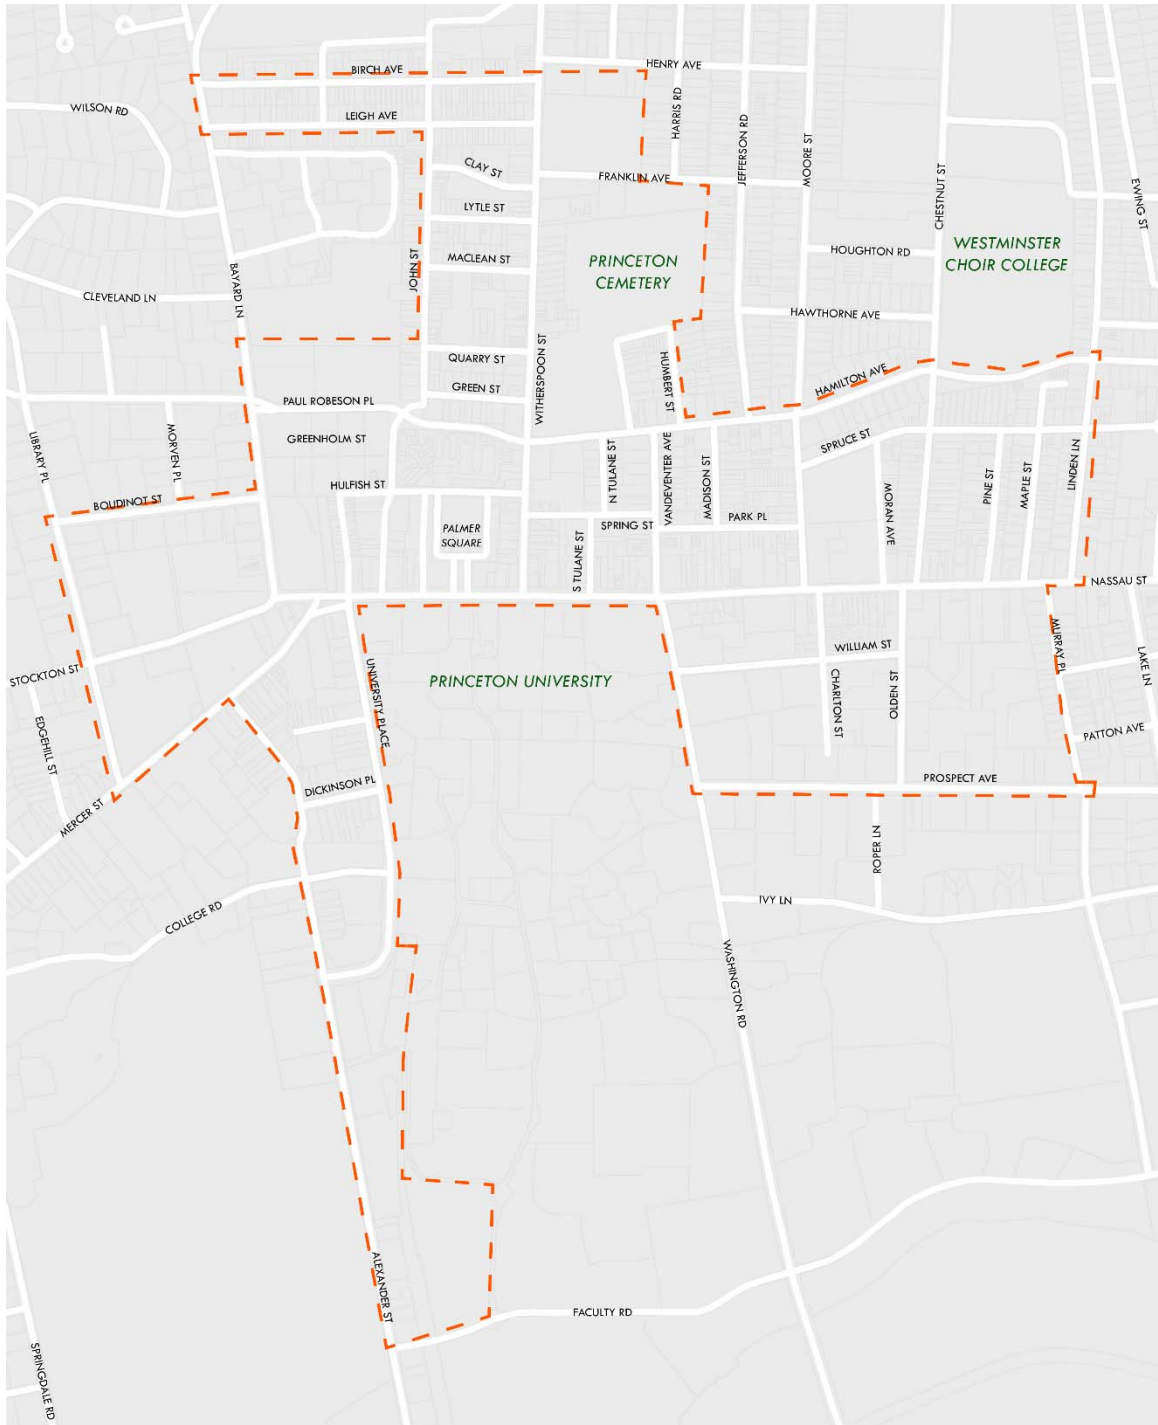 HENRY AVE
BIRCH AVE
WILSON RD
LEIGH AVE
HARRIS RD
JEFFERSON RD
MOORE ST
CHESTNUT ST
EWING ST
CLAY ST
FRANKLIN AVE
LYTLE ST
WESTMINSTER
CHOIR COLLEGE
HOUGHTON RD
MACLEAN ST
JOHN ST
PRINCETON
CEMETERY
BAYARD LN
CLEVELAND LN
HAWTHORNE AVE
QUARRY ST
WITHERSPOON ST
HUMBERT ST
HAMILTON AVE
GREEN ST
PAUL ROBESON PL
GREENHOLM ST
LIBRARY PL
MORVEN PL
SPRUCE ST
N TULANE ST
VANDEVENTER AVE
MADISON ST
MORAN AVE
PINE ST
MAPLE ST
LINDEN LN
HULFISH ST
BOUDINOT ST
PALMER
SQUARE
SPRING ST
PARK PL
S TULANE ST
NASSAU ST
STOCKTON ST
UNIVERSITY PLACE
PRINCETON UNIVERSITY
WILLIAM ST
CHARLTON ST
OLDEN ST
MURRAY PL
LAKE LN
EDGEHILL ST
PATTON AVE
DICKINSON PL
PROSPECT AVE
MERCER ST
ROPER LN
COLLEGE RD
IVY LN
WASHINGTON RD
ALEXANDER ST
FACULTY RD
SPRINGDALE RD